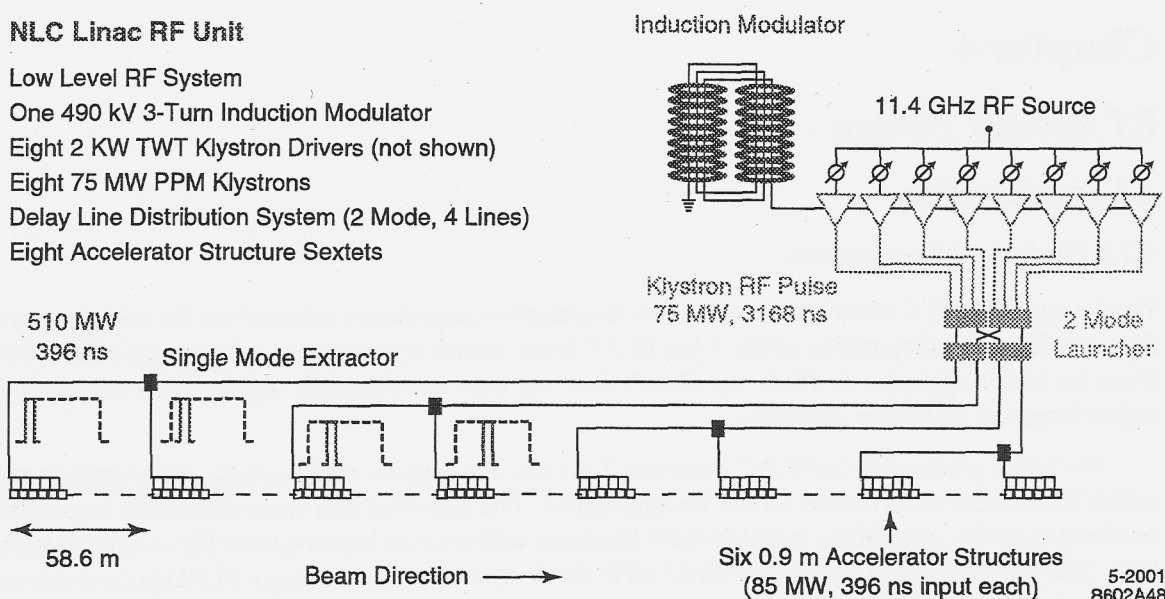 NLC Linac RF Unit
Low Level RF System
One 490 kV 3-Turn Induction Modulator
Eight 2 KW TWT Klystron Drivers (not shown)
Eight 75 MW PPM Klystrons
Delay Line Distribution System (2 Mode, 4 Lines)
Eight Accelerator Structure Sextets
Induction Modulator
11.4 GHz RF Source
Klystron RF Pulse
75 MW, 3168 ns
2 Mode
Launcher
510 MW
396 ns
Single Mode Extractor
58.6 m
Beam Direction
Six 0.9 m Accelerator Structures
(85 MW, 396 ns input each)
5-2001
8602A48